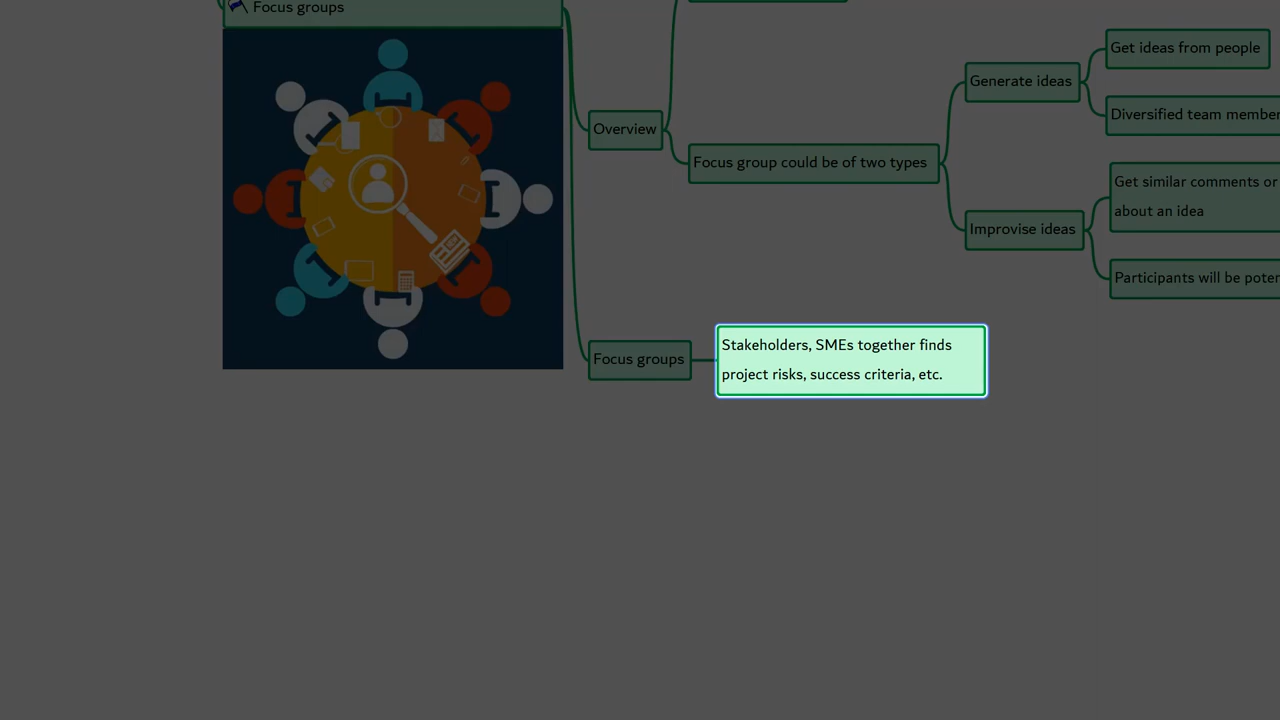 Focus groups
Overview
Focus group could be of two types
Generate ideas
Get ideas from people
Diversified team
Improvise ideas
Get similar comments or
about an idea
Participants will be
Focus groups
Stakeholders, SMEs together finds
project risks, success criteria, etc.